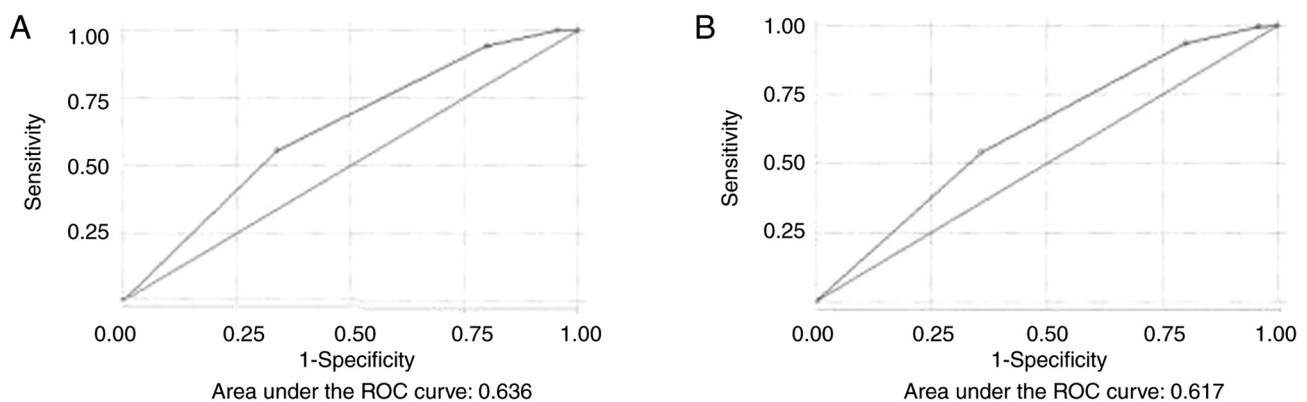 A
1.00
0.75
0.50
0.25
Sensitivity
0.00 0.25 0.50 0.75 1.00
1-Specificity
Area under the ROC curve: 0.636
B
1.00
0.75
0.50
0.25
Sensitivity
0.00 0.25 0.50 0.75 1.00
1-Specificity
Area under the ROC curve: 0.617